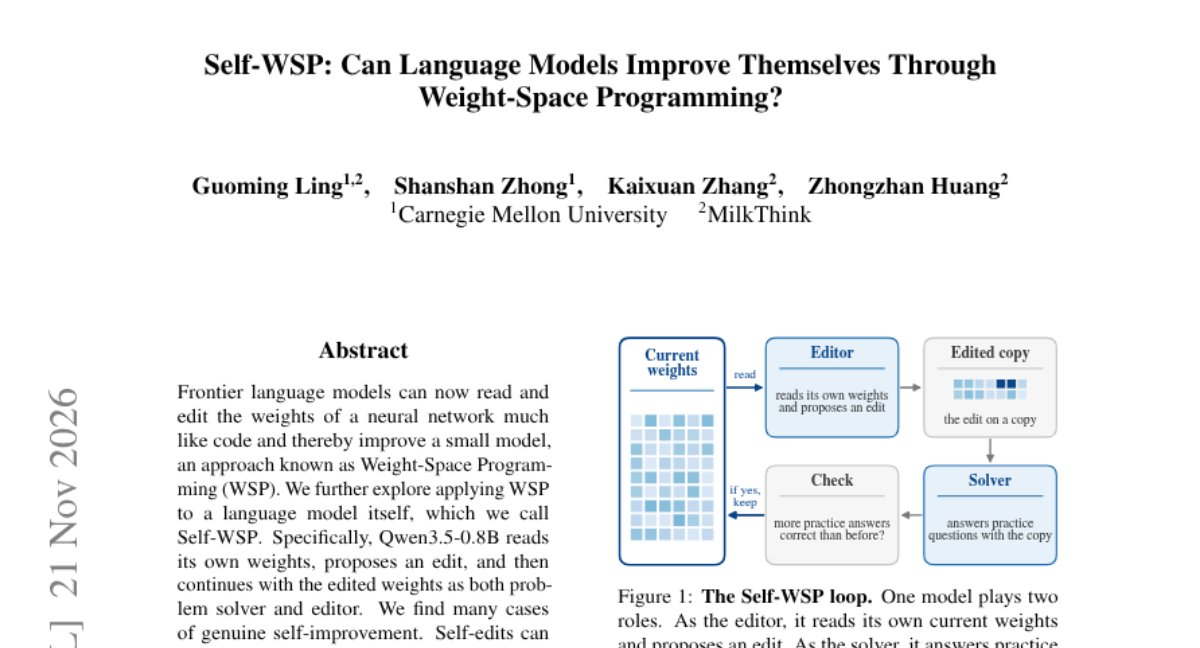 Self-WSP: Can Language Models Improve Themselves Through
Weight-Space Programming?
Guoming Ling1,2, Shanshan Zhong1, Kaixuan Zhang2, Zhongzhan Huang2
1Carnegie Mellon University 2MilkThink
Abstract
Frontier language models can now read and
edit the weights of a neural network much
like code and thereby improve a small model,
an approach known as Weight-Space Program-
ming (WSP). We further explore applying WSP
to a language model itself, which we call
Self-WSP. Specifically, Qwen3.5-0.8B reads
its own weights, proposes an edit, and then
continues with the edited weights as both prob-
lem solver and editor. We find many cases
of genuine self-improvement. Self-edits can
Current
weights
read
Editor
reads its own weights
and proposes an edit
Edited copy
the edit on a copy
Solver
answers practice
questions with the copy
Check
more practice answers
correct than before?
if yes,
keep
Figure 1: The Self-WSP loop. One model plays two
roles. As the editor, it reads its own current weights
and proposes an edit. As the solver, it answers practice
L] 21 Nov 2026